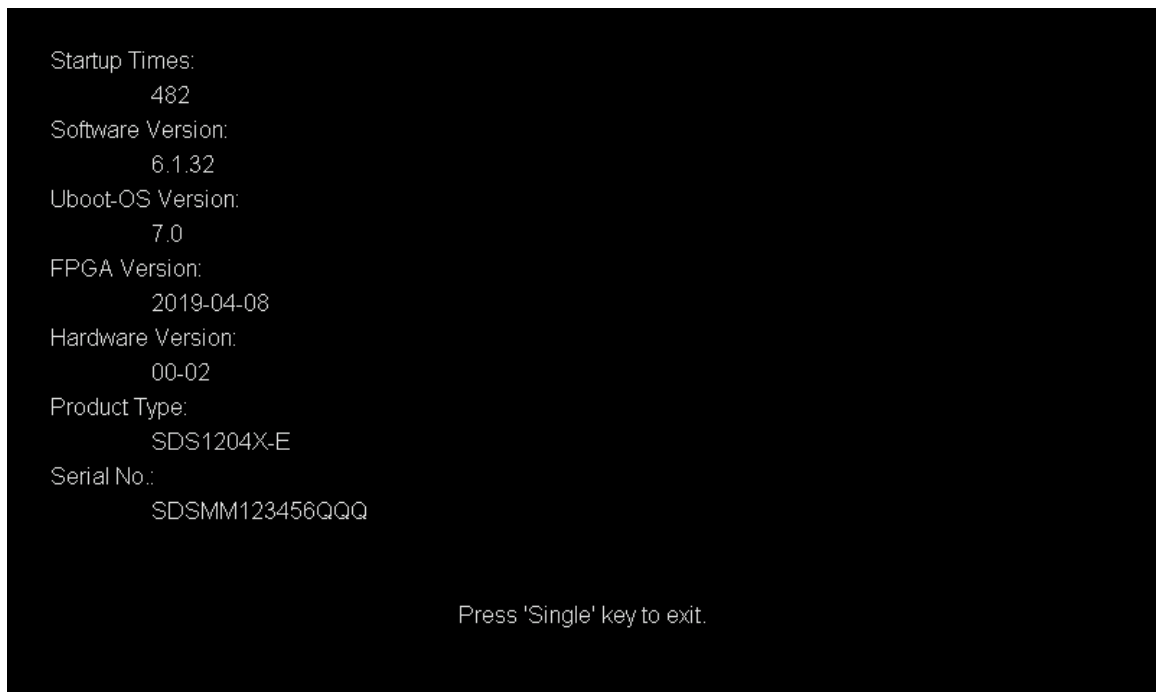 Startup Times:
482
Software Version:
6.1.32
Uboot-OS Version:
7.0
FPGA Version:
2019-04-08
Hardware Version:
00-02
Product Type:
SDS1204X-E
Serial No.:
SDSMM123456QQQ
Press 'Single' key to exit.